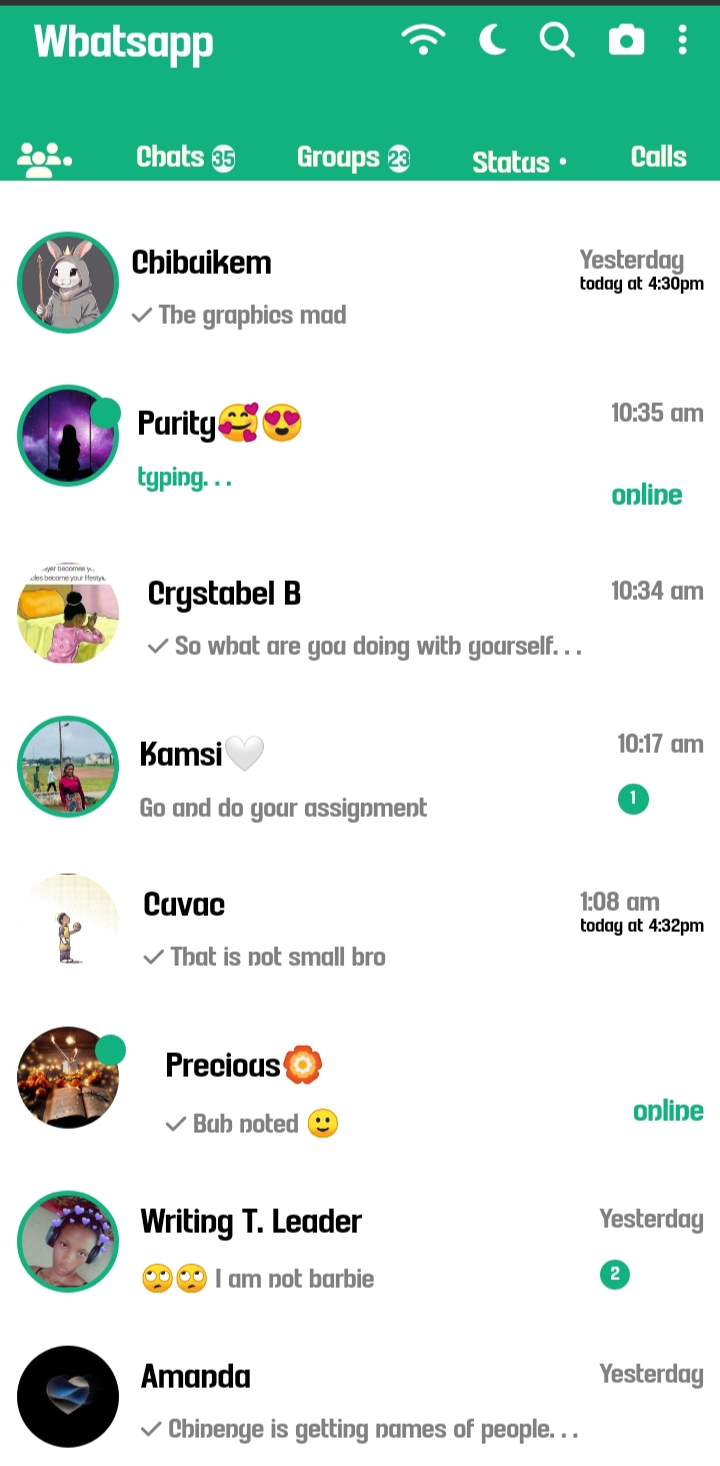 Whatsapp
Chats 35 Groups 23 Status • Calls
Chibuikem Yesterday
today at 4:30pm
✓ The graphics mad
Purity🥰😍 10:35 am
typing. . .
online
Crystabel B 10:34 am
✓ So what are you doing with yourself. . .
Kamsi🤍 10:17 am
Go and do your assignment 1
Cuvac 1:08 am
today at 4:32pm
✓ That is not small bro
Precious🏵️
✓ Buh noted 🙂 online
Writing T. Leader Yesterday
🙄🙄 I am not barbie 2
Amanda Yesterday
✓ Chinenye is getting names of people. . .